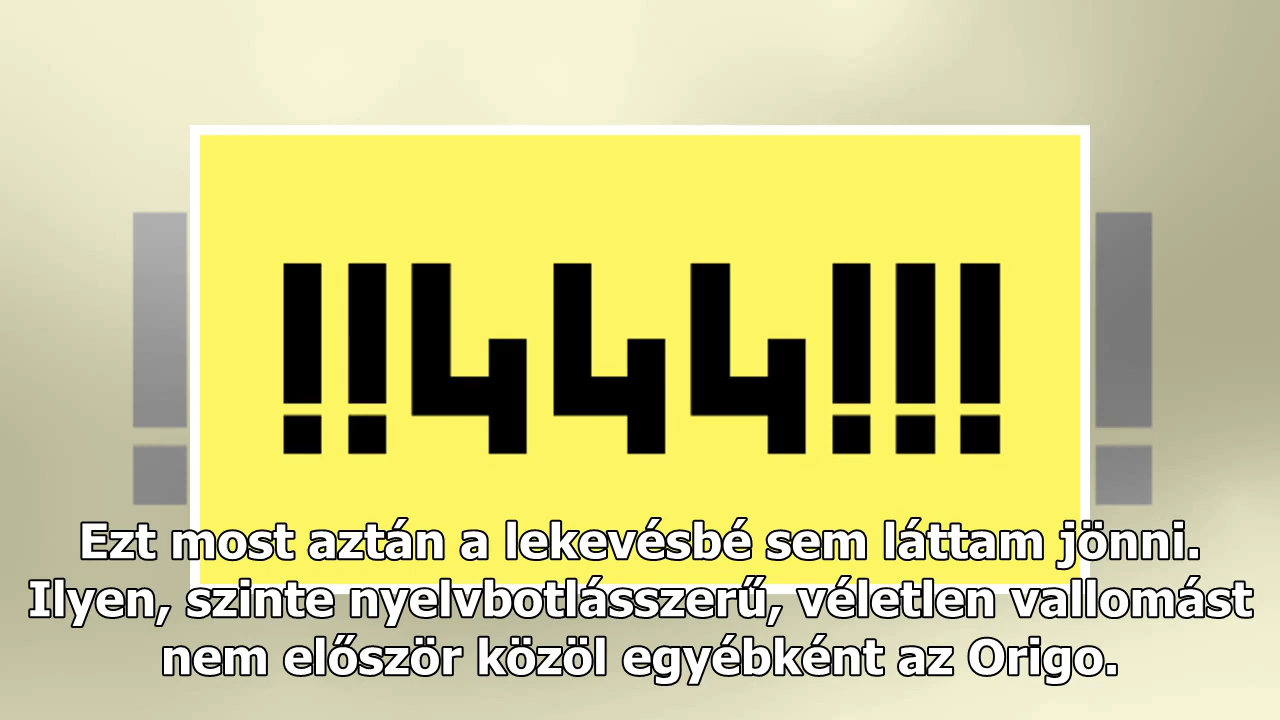 !!444!!!
Ezt most aztán a lekevésbé sem láttam jönni.
Ilyen, szinte nyelvbotlásszerű, véletlen vallomást
nem először közöl egyébként az Origo.